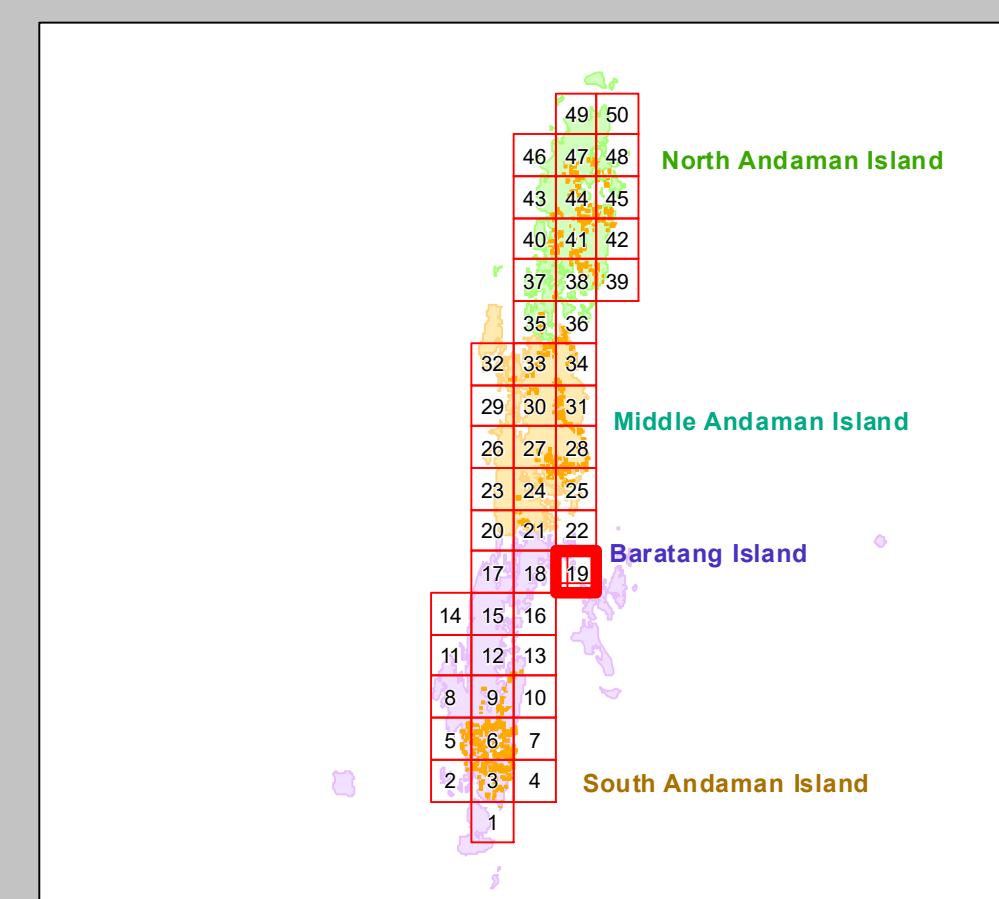 49 50
46 47 48
North Andaman Island
43 44 45
40 41 42
37 38 39
35 36
32 33 34
29 30 31
Middle Andaman Island
26 27 28
23 24 25
20 21 22
Baratang Island
17 18 19
14 15 16
11 12 13
8 9 10
5 6 7
2 3 4
South Andaman Island
1